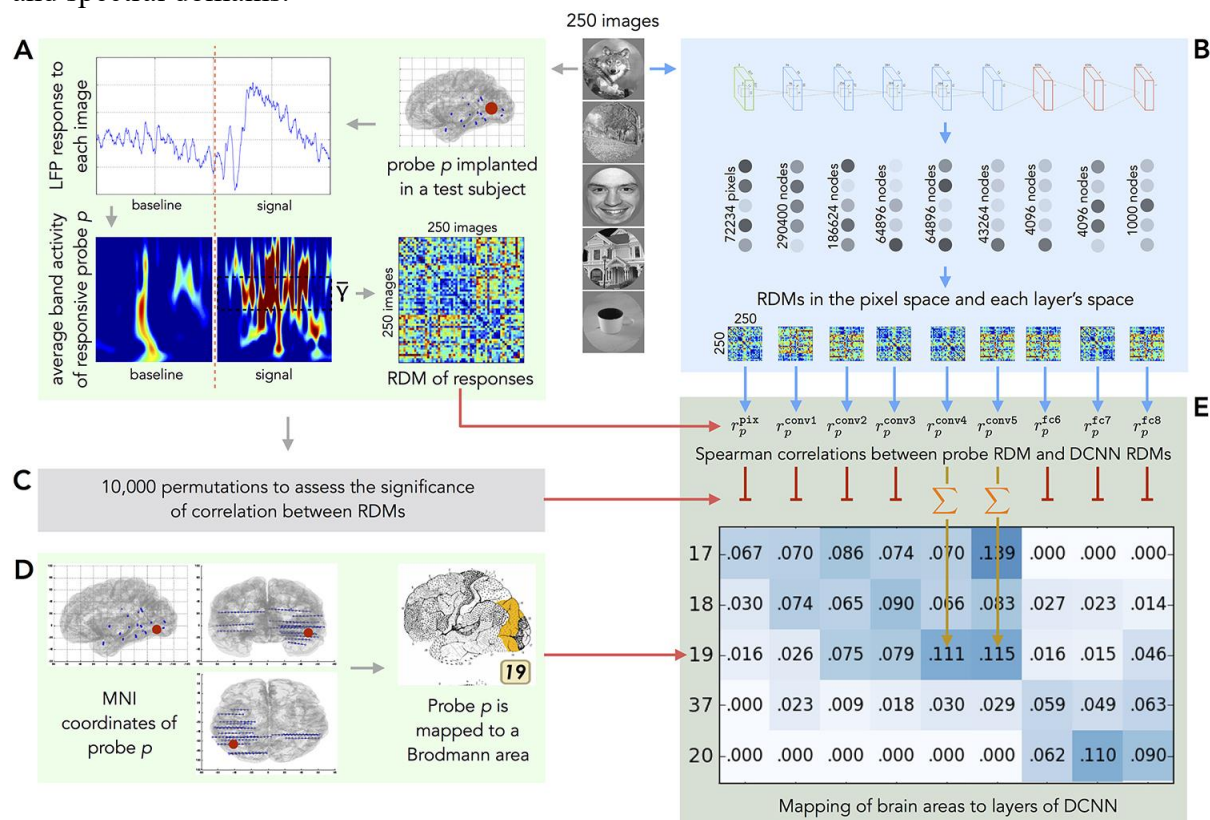 and spectral domains.
250 images
A
LFP response to
each image
baseline
signal
probe p implanted
in a test subject
average band activity
of responsive probe p
baseline
signal
Y
250 images
250 images
RDM of responses
B
72234 pixels
290400 nodes
186624 nodes
64896 nodes
64896 nodes
43264 nodes
4096 nodes
4096 nodes
1000 nodes
RDMs in the pixel space and each layer's space
250
250
C
10,000 permutations to assess the significance
of correlation between RDMs
D
MNI
coordinates of
probe p
19
Probe p is
mapped to a
Brodmann area
E
r_p^pix r_p^conv1 r_p^conv2 r_p^conv3 r_p^conv4 r_p^conv5 r_p^fc6 r_p^fc7 r_p^fc8
Spearman correlations between probe RDM and DCNN RDMs
Σ Σ
17 .067 .070 .086 .074 .070 .139 .000 .000 .000
18 .030 .074 .065 .090 .066 .083 .027 .023 .014
19 .016 .026 .075 .079 .111 .115 .016 .015 .046
37 .000 .023 .009 .018 .030 .029 .059 .049 .063
20 .000 .000 .000 .000 .000 .000 .062 .110 .090
Mapping of brain areas to layers of DCNN